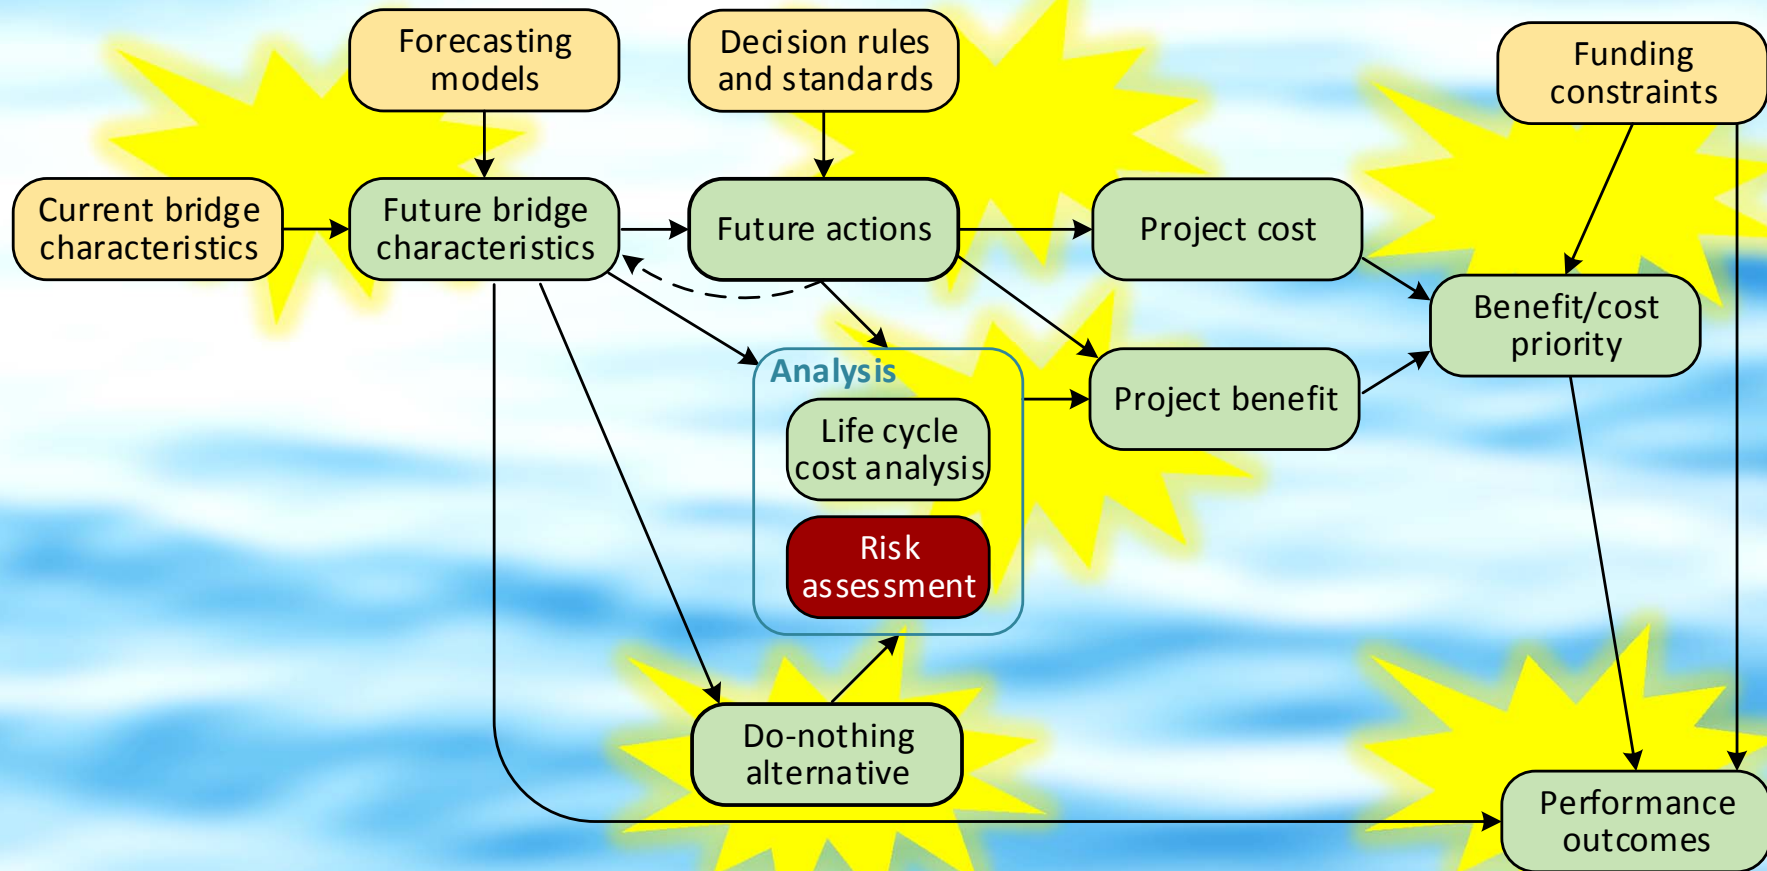 Forecasting
models
Decision rules
and standards
Funding
constraints
Current bridge
characteristics
Future bridge
characteristics
Future actions
Project cost
Benefit/cost
priority
Analysis
Project benefit
Life cycle
cost analysis
Risk
assessment
Do-nothing
alternative
Performance
outcomes